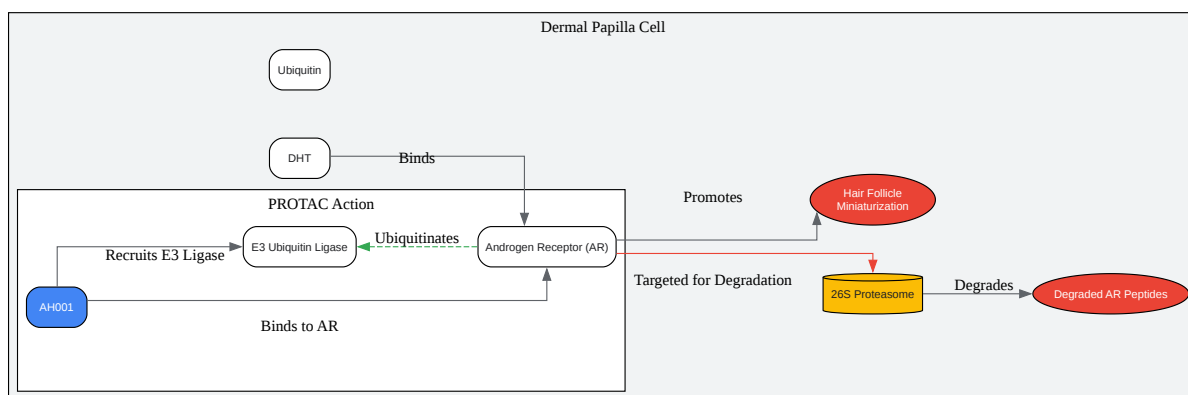 Dermal Papilla Cell
Ubiquitin
DHT
Binds
PROTAC Action
Promotes
Hair Follicle
Miniaturization
E3 Ubiquitin Ligase
Ubiquitinates
Androgen Receptor (AR)
Recruits E3 Ligase
Targeted for Degradation
26S Proteasome
Degrades
Degraded AR Peptides
AH001
Binds to AR